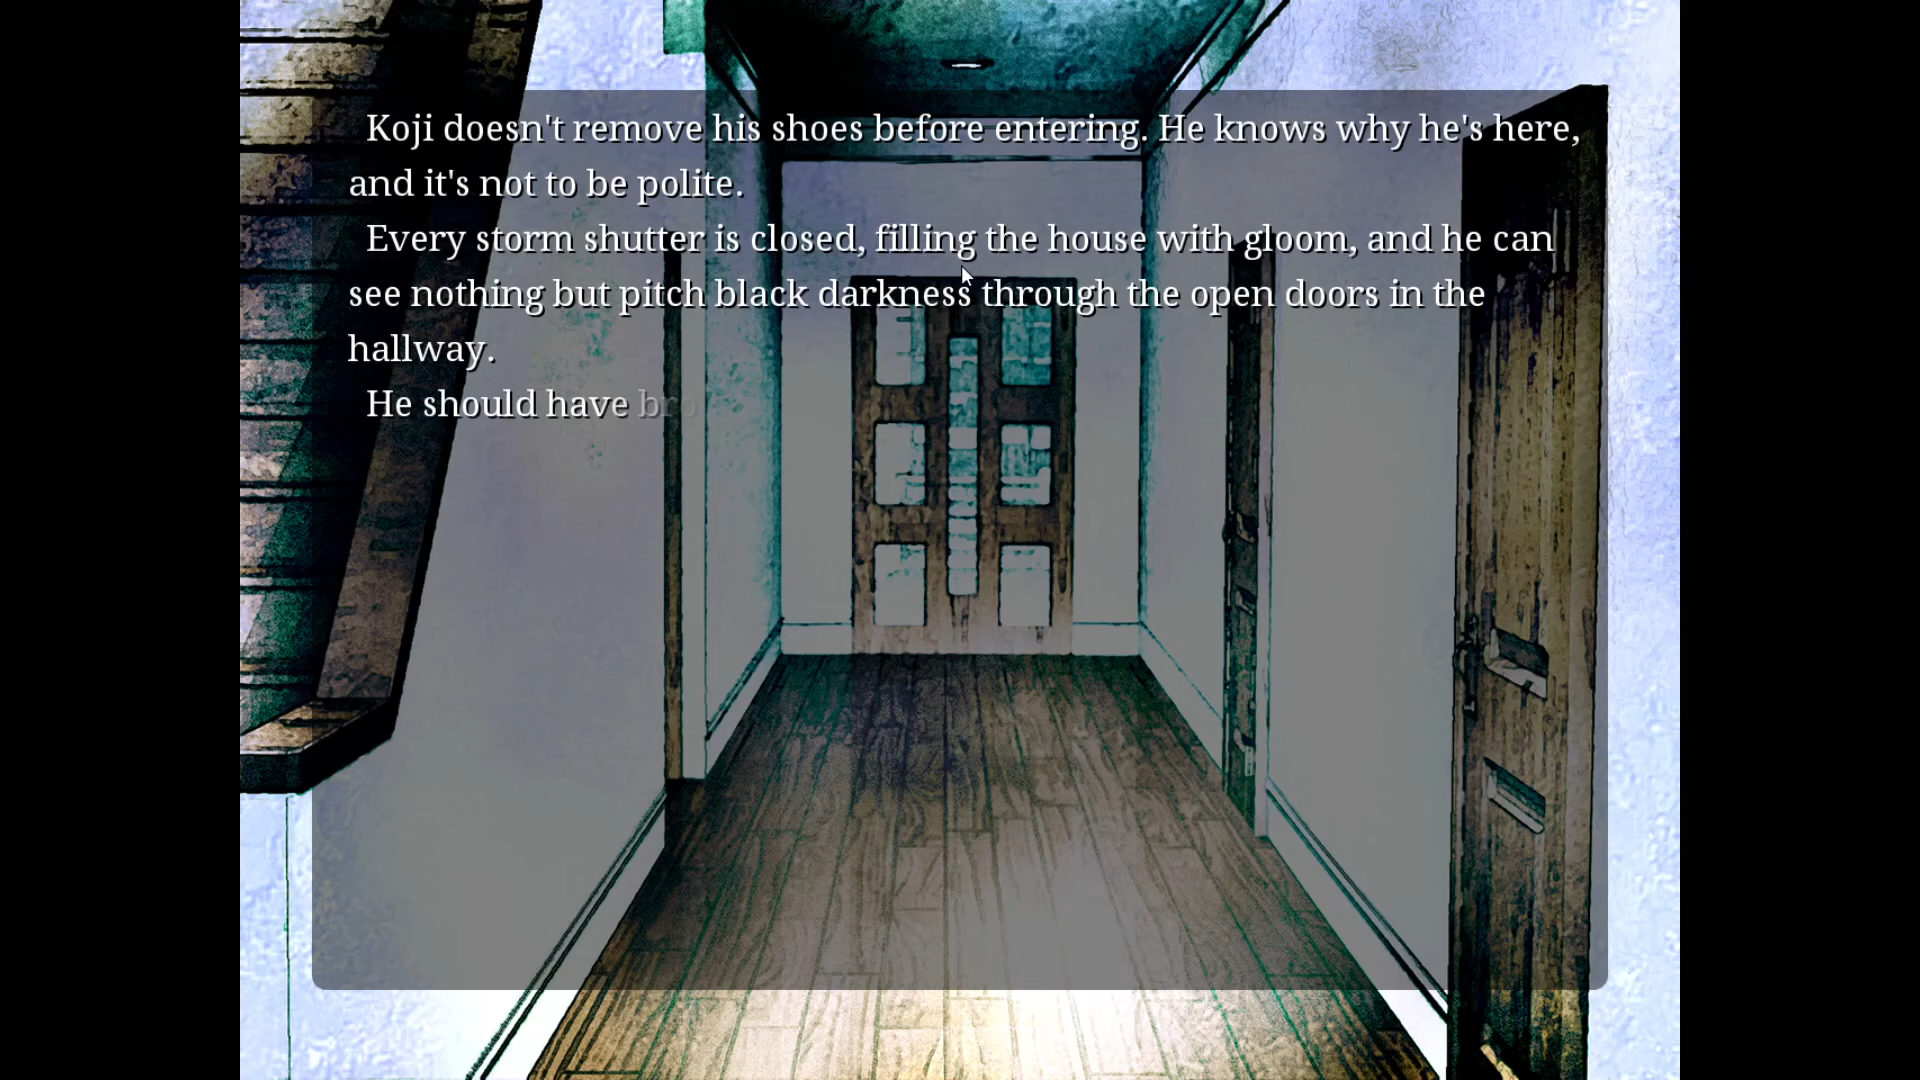 Koji doesn't remove his shoes before entering. He knows why he's here,
and it's not to be polite.
Every storm shutter is closed, filling the house with gloom, and he can
see nothing but pitch black darkness through the open doors in the
hallway.
He should have bro